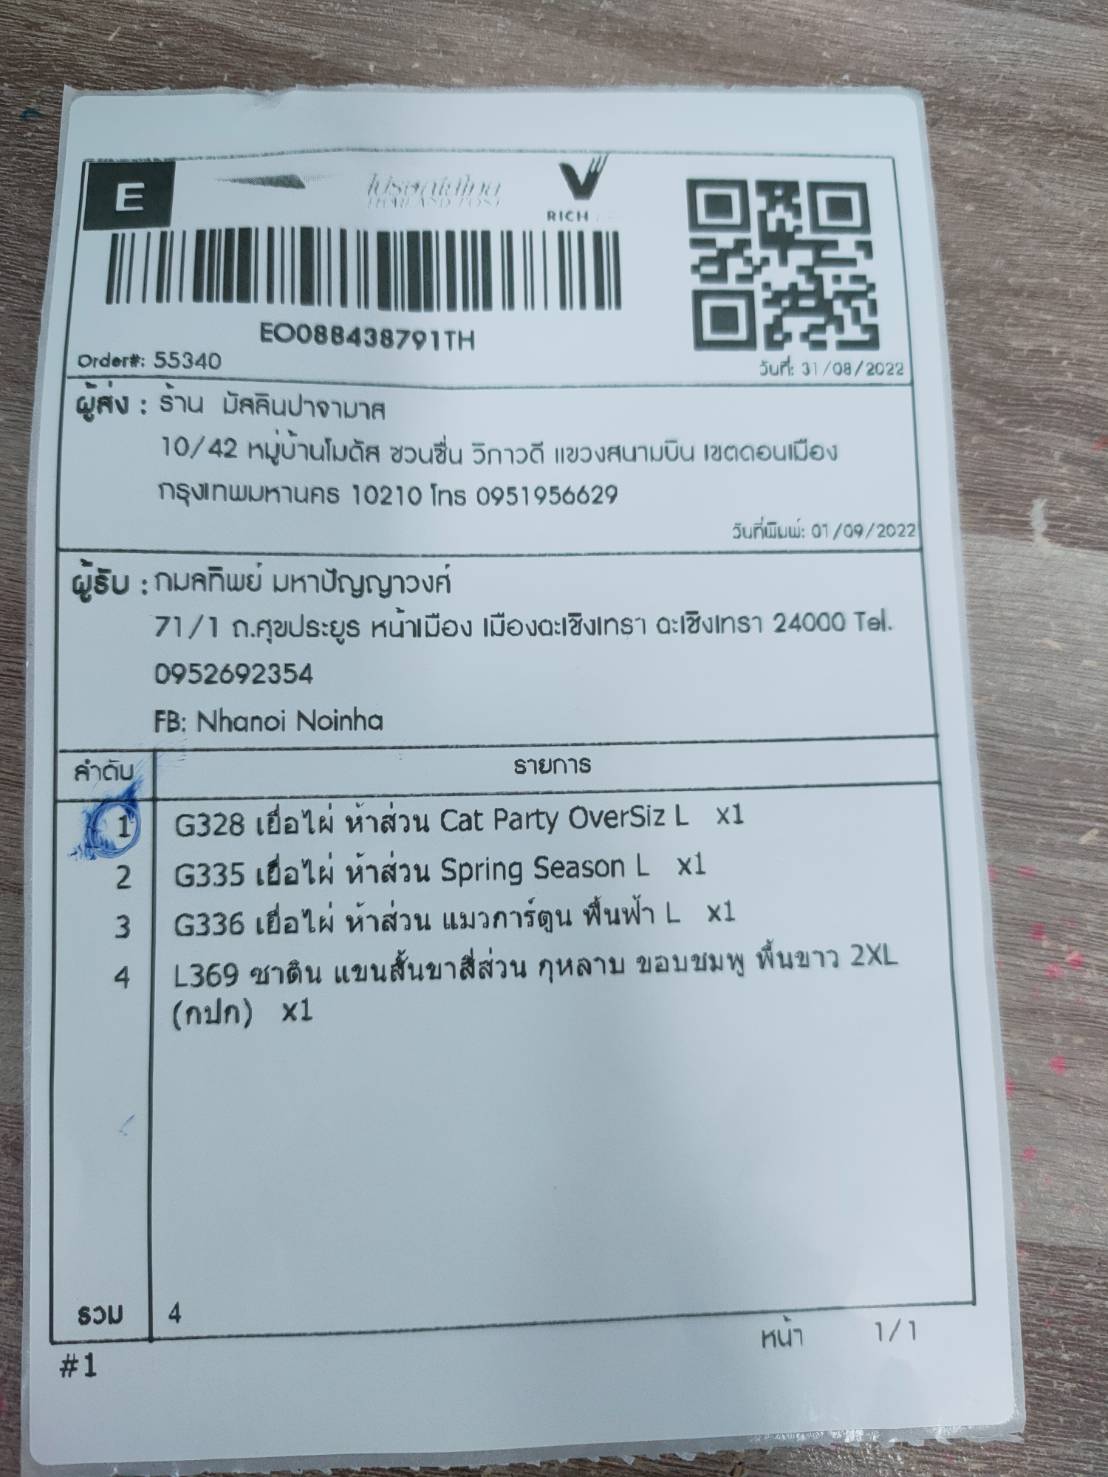 E
ไปรษณีย์ไทย
THAILAND POST
RICH
EO088438791TH
Order#: 55340
วันที่: 31/08/2022
ผู้ส่ง : ร้าน มัสลินปาจามาส
10/42 หมู่บ้านโมดัส ชวนชื่น วิภาวดี แขวงสนามบิน เขตดอนเมือง
กรุงเทพมหานคร 10210 โทร 0951956629
วันที่พิมพ์: 01/09/2022
ผู้รับ : กมลทิพย์ มหาปัญญาวงศ์
71/1 ถ.ศุขประยูร หน้าเมือง เมืองฉะเชิงเทรา ฉะเชิงเทรา 24000 Tel.
0952692354
FB: Nhanoi Noinha
ลำดับ รายการ
1 G328 เยื่อไผ่ ห้าส่วน Cat Party OverSiz L x1
2 G335 เยื่อไผ่ ห้าส่วน Spring Season L x1
3 G336 เยื่อไผ่ ห้าส่วน แมวการ์ตูน พื้นฟ้า L x1
4 L369 ซาติน แขนสั้นขาสี่ส่วน กุหลาบ ขอบชมพู พื้นขาว 2XL
(กปก) x1
รวม 4
หน้า 1/1
#1